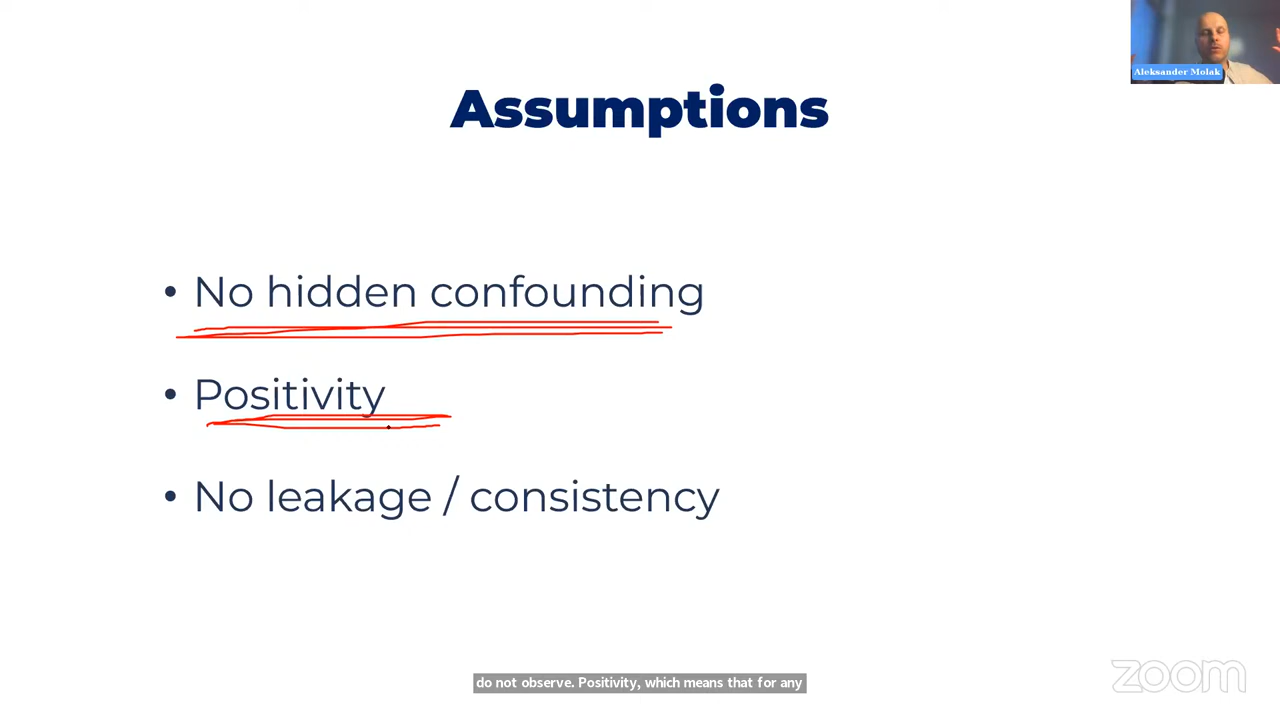 Aleksander Molak
Assumptions
• No hidden confounding
• Positivity
• No leakage / consistency
do not observe. Positivity, which means that for any
zoom